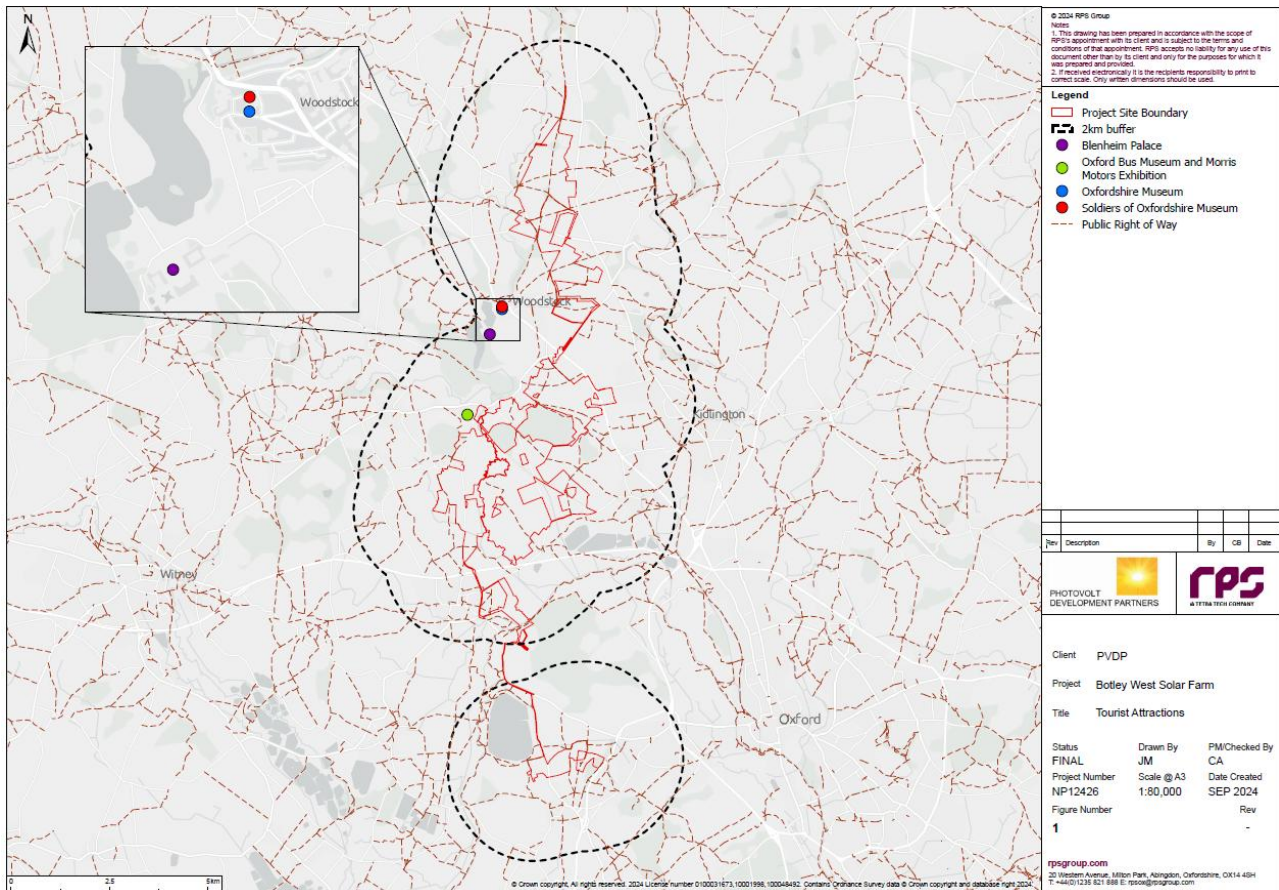 N
Woodstock
Woodstock
Kidlington
Witney
Oxford
0 2.5 5km
© Crown copyright, All rights reserved. 2024 License number 0100031673,10001998,100048492. Contains Ordnance Survey data © Crown copyright and database right 2024
© 2024 RPS Group
Notes
1. This drawing has been prepared in accordance with the scope of
RPS's appointment with its client and is subject to the terms and
conditions of that appointment. RPS accepts no liability for any use of this
document other than by its client and only for the purposes for which it
was prepared and provided.
2. If received electronically it is the recipients responsibility to print to
correct scale. Only written dimensions should be used.
Legend
Project Site Boundary
2km buffer
Blenheim Palace
Oxford Bus Museum and Morris
Motors Exhibition
Oxfordshire Museum
Soldiers of Oxfordshire Museum
Public Right of Way
Rev Description By CB Date
PHOTOVOLT
DEVELOPMENT PARTNERS
rps
A TETRA TECH COMPANY
Client PVDP
Project Botley West Solar Farm
Title Tourist Attractions
Status Drawn By PM/Checked By
FINAL JM CA
Project Number Scale @ A3 Date Created
NP12426 1:80,000 SEP 2024
Figure Number Rev
1 -
rpsgroup.com
20 Western Avenue, Milton Park, Abingdon, Oxfordshire, OX14 4SH
T: +44(0)1235 821 888 E: rpsox@rpsgroup.com